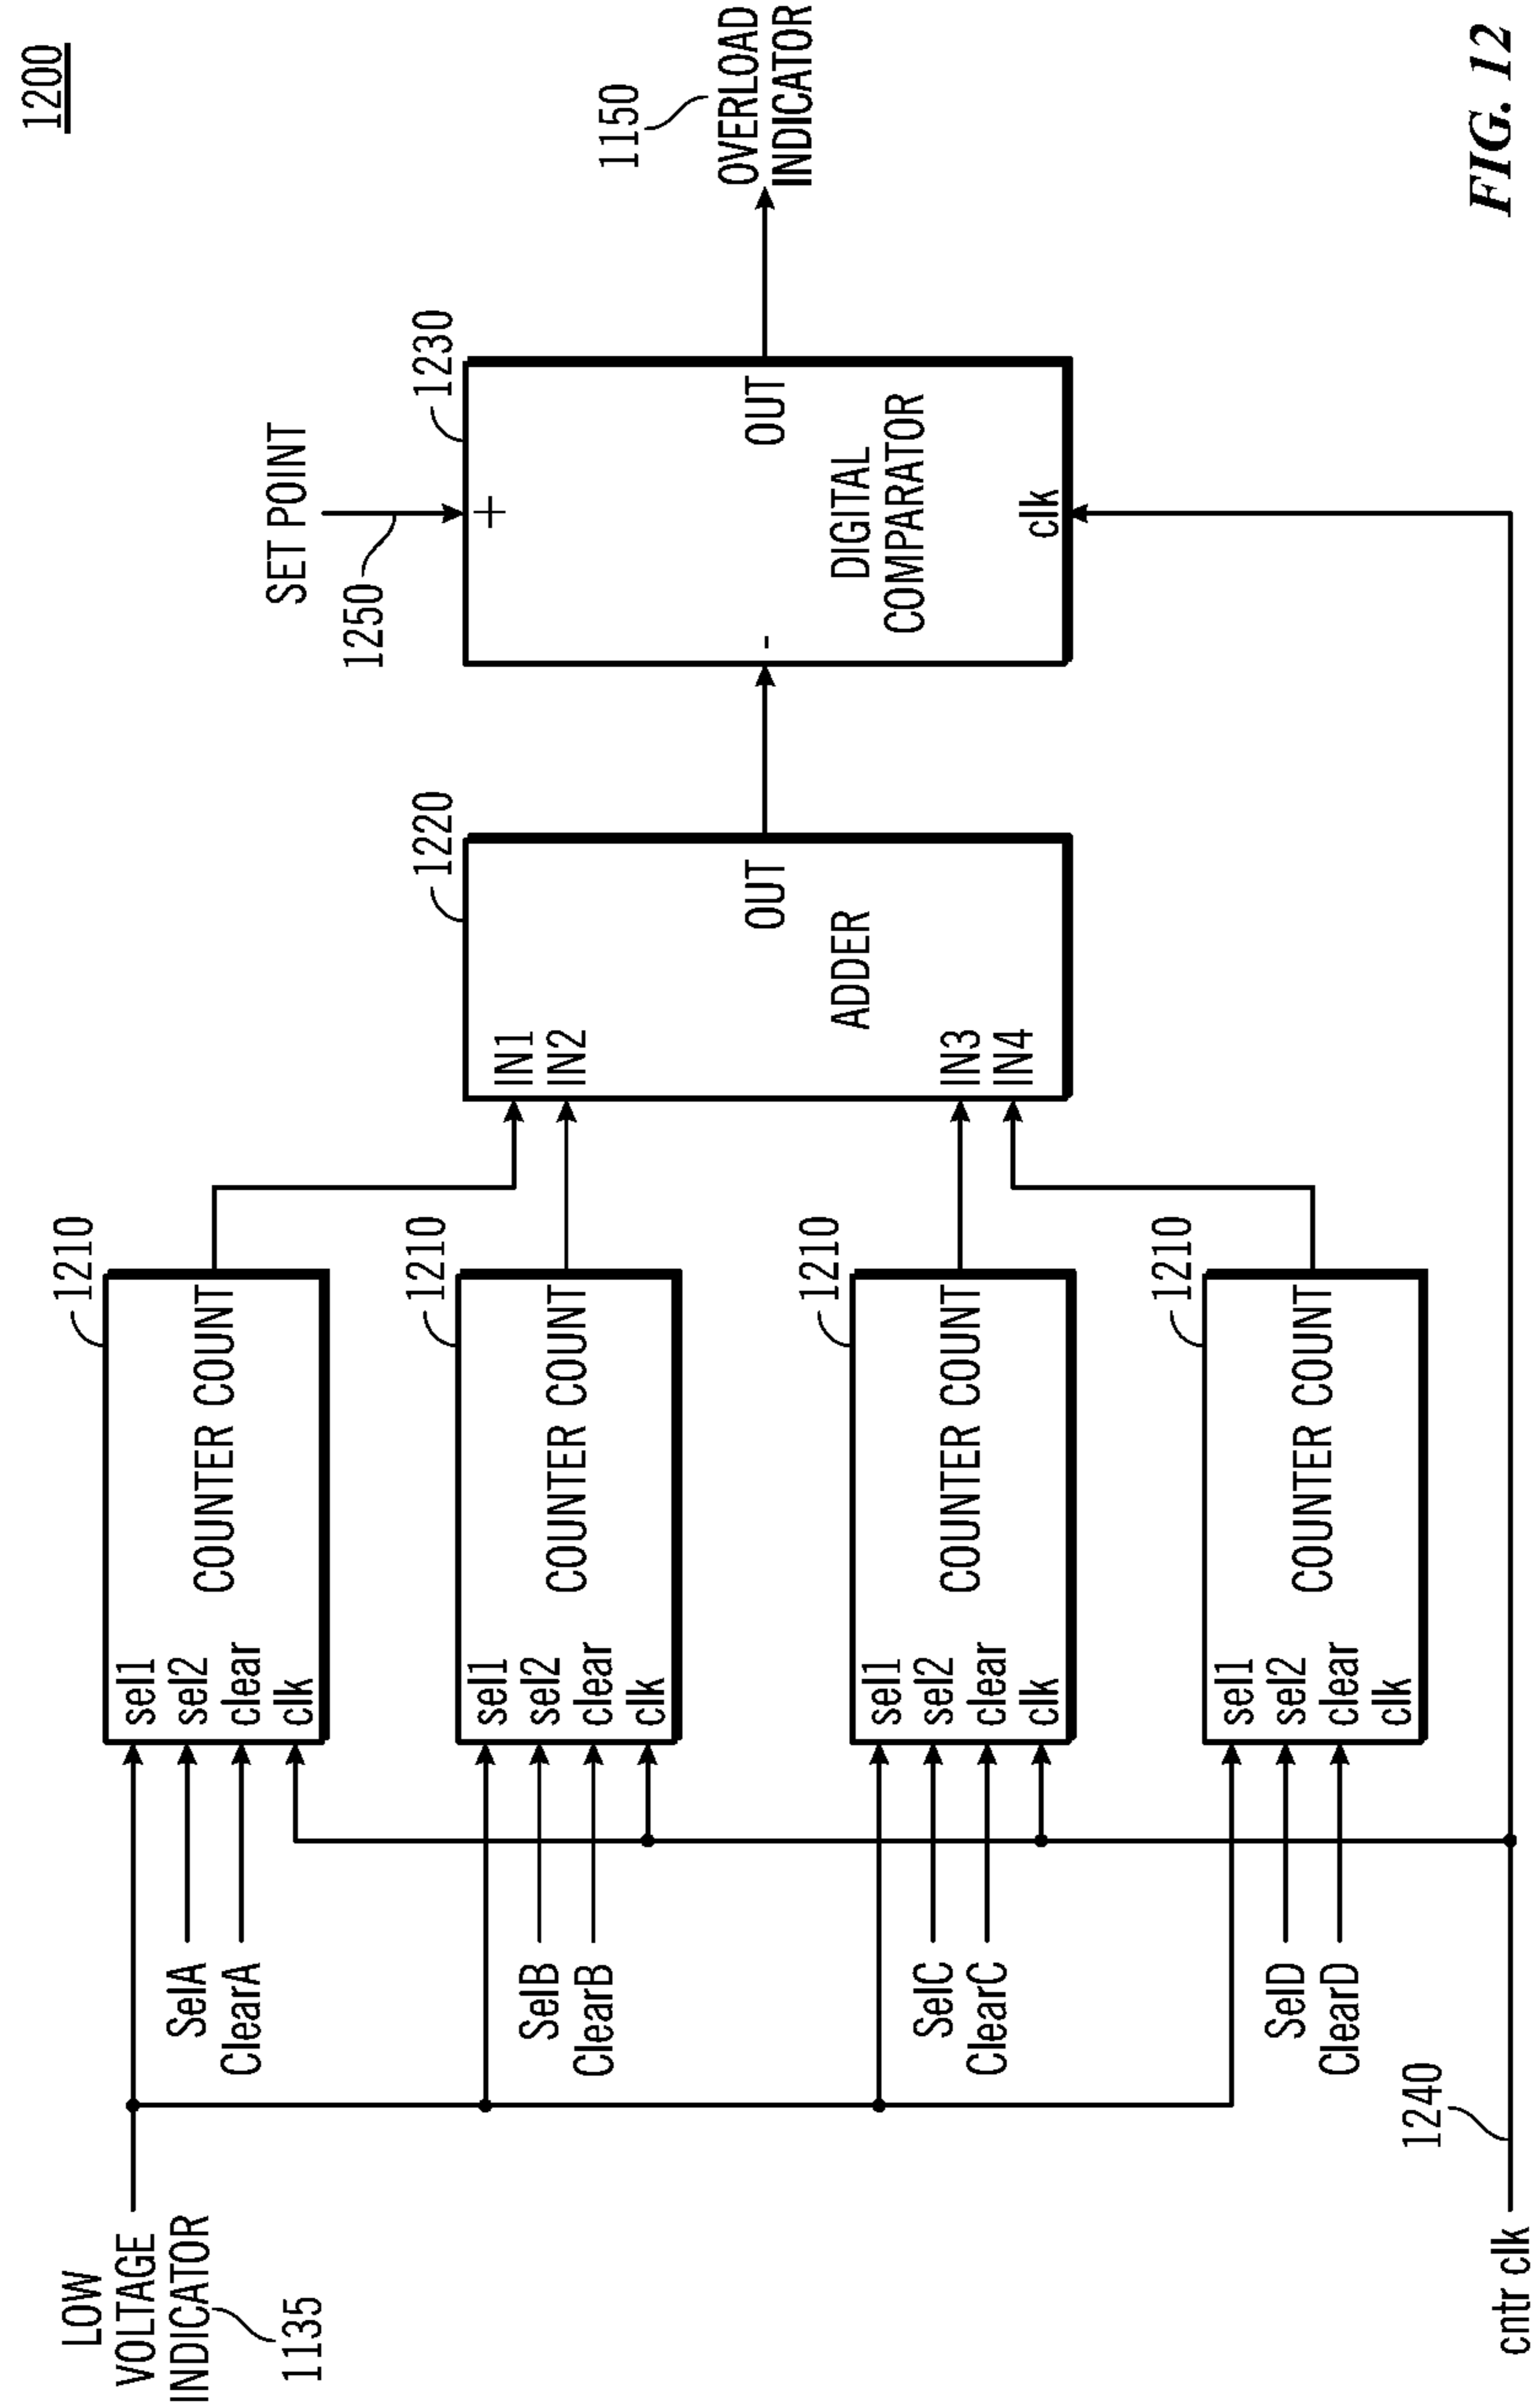 1200
LOW
VOLTAGE
INDICATOR
1135
SelA
ClearA
sel1
sel2
clear
clk
COUNTER COUNT
1210
SelB
ClearB
sel1
sel2
clear
clk
COUNTER COUNT
1210
SelC
ClearC
sel1
sel2
clear
clk
COUNTER COUNT
1210
SelD
ClearD
sel1
sel2
clear
clk
COUNTER COUNT
1210
cntr clk
1240
IN1
IN2
IN3
IN4
OUT
ADDER
1220
SET POINT
1250
+
-
OUT
DIGITAL
COMPARATOR
clk
1230
1150
OVERLOAD
INDICATOR
FIG. 12